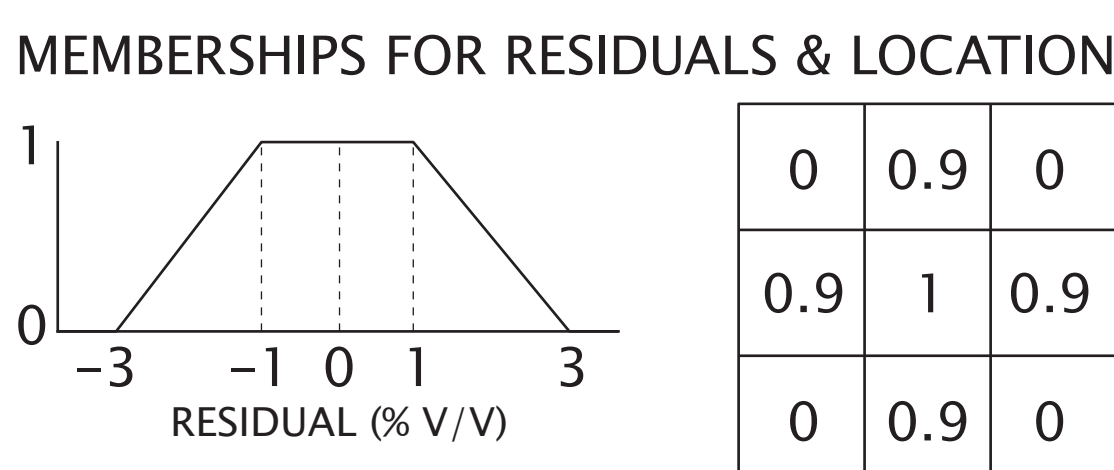 MEMBERSHIPS FOR RESIDUALS & LOCATION
1
0
–3 –1 0 1 3
RESIDUAL (% V/V)
0 0.9 0
0.9 1 0.9
0 0.9 0